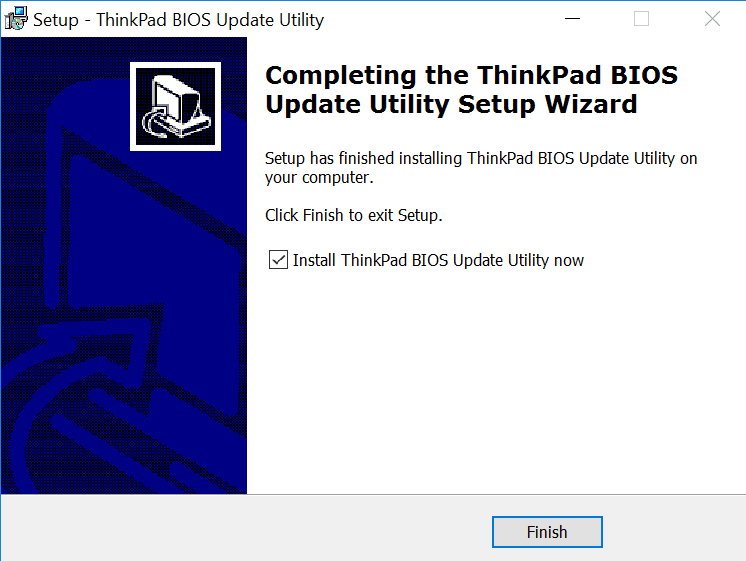 Setup - ThinkPad BIOS Update Utility
Completing the ThinkPad BIOS
Update Utility Setup Wizard
Setup has finished installing ThinkPad BIOS Update Utility on
your computer.
Click Finish to exit Setup.
Install ThinkPad BIOS Update Utility now
Finish